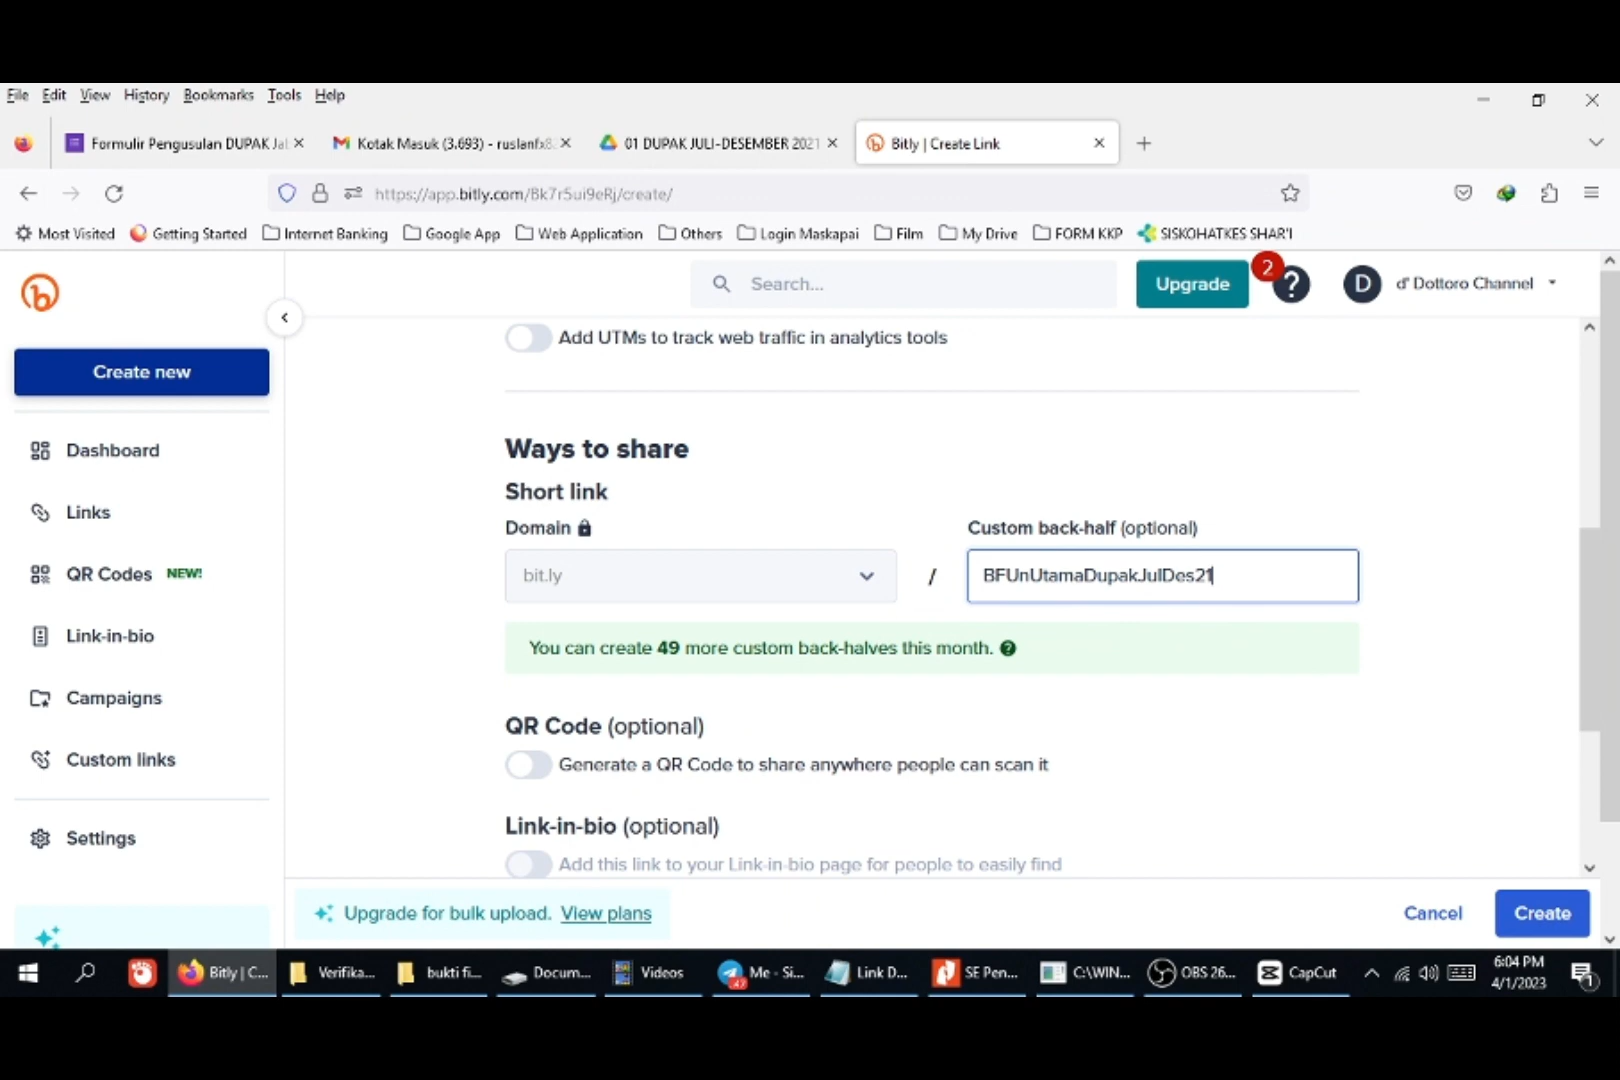 File Edit View History Bookmarks Tools Help
Formulir Pengusulan DUPAK Jab Kotak Masuk (3.693) - ruslanfx8 01 DUPAK JULI-DESEMBER 2021 Bitly | Create Link
https://app.bitly.com/Bk7r5ui9eRj/create/
Most Visited Getting Started Internet Banking Google App Web Application Others Login Maskapai Film My Drive FORM KKP SISKOHATKES SHAR'I
Search... Upgrade 2 ? D d' Dottoro Channel
Create new
Dashboard
Links
QR Codes NEW!
Link-in-bio
Campaigns
Custom links
Settings
Add UTMs to track web traffic in analytics tools
Ways to share
Short link
Domain Custom back-half (optional)
bit.ly / BFUnUtamaDupakJulDes21
You can create 49 more custom back-halves this month. ?
QR Code (optional)
Generate a QR Code to share anywhere people can scan it
Link-in-bio (optional)
Add this link to your Link-in-bio page for people to easily find
Upgrade for bulk upload. View plans Cancel Create
Bitly | C... Verifika... bukti fi... Docum... Videos Me - Si... Link D... SE Pen... C:\WIN... OBS 26... CapCut 6:04 PM
4/1/2023 1